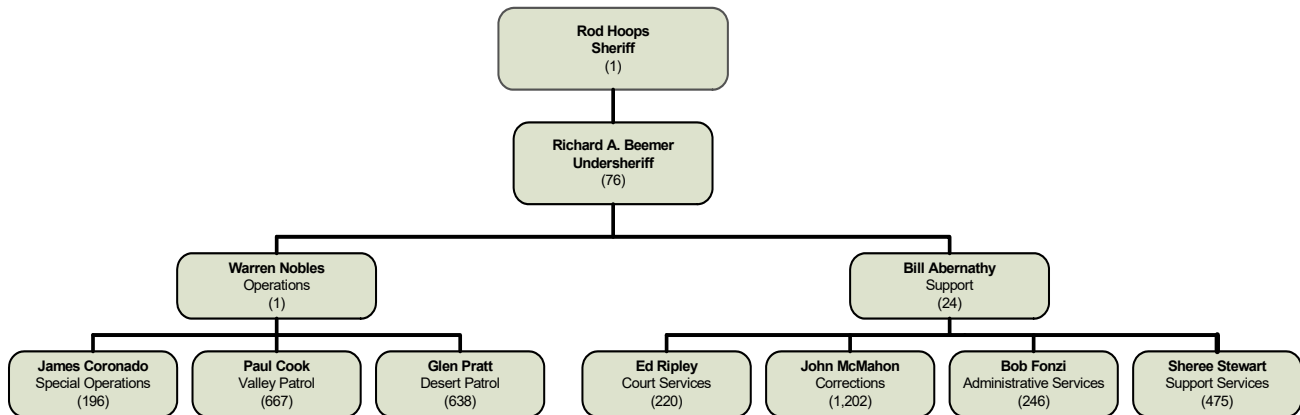 Rod Hoops
Sheriff
(1)
Richard A. Beemer
Undersheriff
(76)
Warren Nobles
Operations
(1)
Bill Abernathy
Support
(24)
James Coronado
Special Operations
(196)
Paul Cook
Valley Patrol
(667)
Glen Pratt
Desert Patrol
(638)
Ed Ripley
Court Services
(220)
John McMahon
Corrections
(1,202)
Bob Fonzi
Administrative Services
(246)
Sheree Stewart
Support Services
(475)